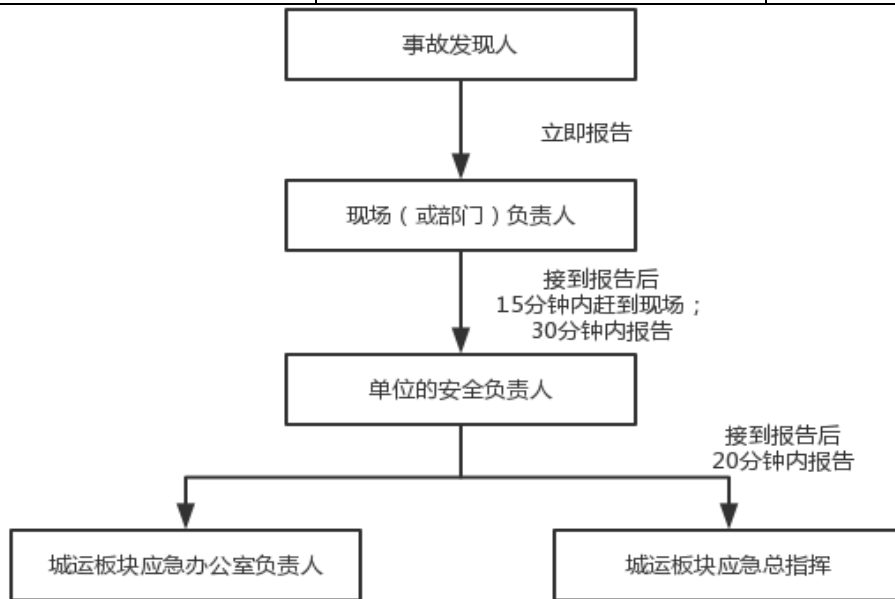 事故发现人
立即报告
现场（或部门）负责人
接到报告后
15分钟内赶到现场；
30分钟内报告
单位的安全负责人
接到报告后
20分钟内报告
城运板块应急办公室负责人
城运板块应急总指挥